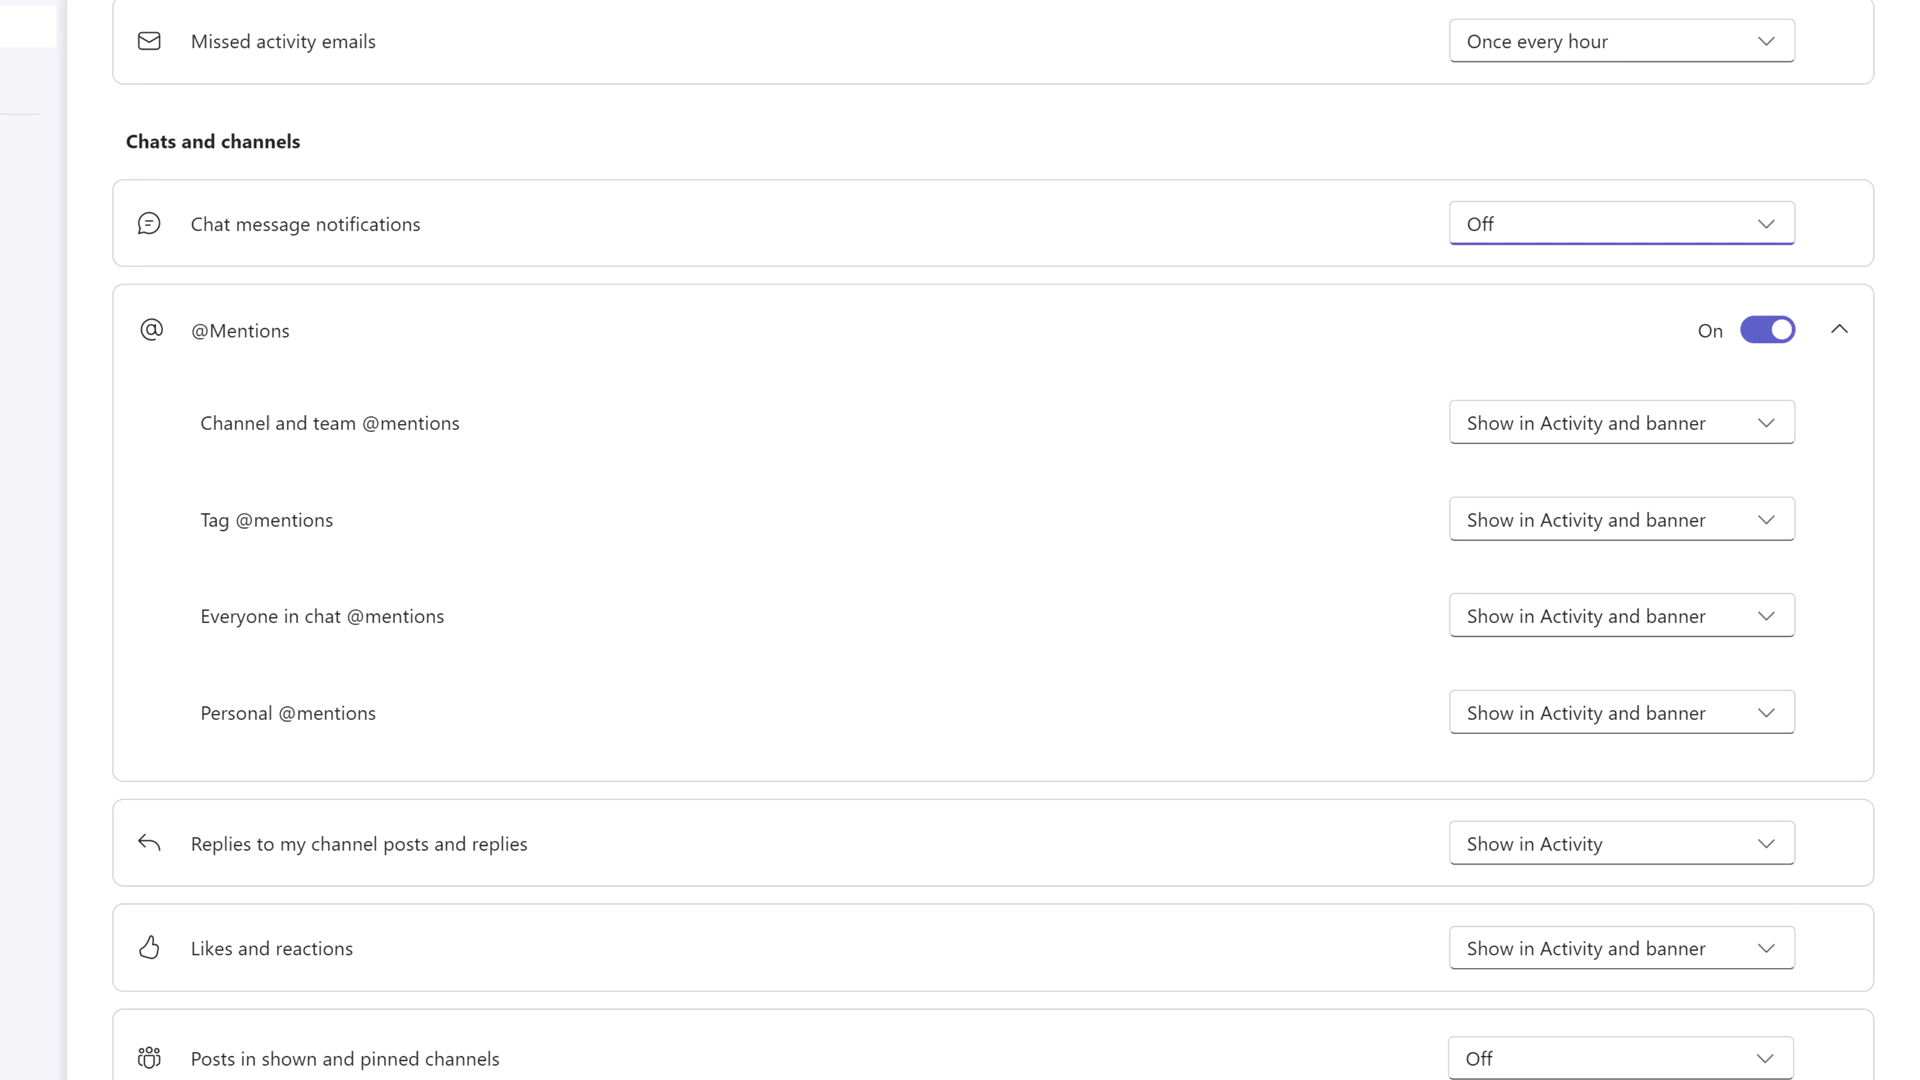 Missed activity emails
Once every hour
Chats and channels
Chat message notifications
Off
@Mentions
On
Channel and team @mentions
Show in Activity and banner
Tag @mentions
Show in Activity and banner
Everyone in chat @mentions
Show in Activity and banner
Personal @mentions
Show in Activity and banner
Replies to my channel posts and replies
Show in Activity
Likes and reactions
Show in Activity and banner
Posts in shown and pinned channels
Off